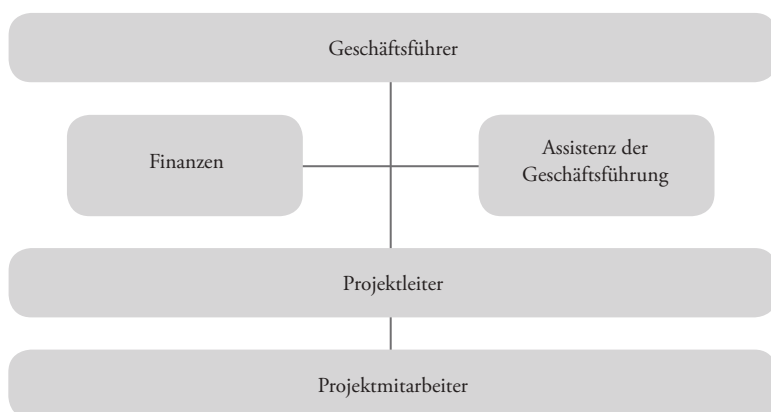 Geschäftsführer
Finanzen
Assistenz der
Geschäftsführung
Projektleiter
Projektmitarbeiter